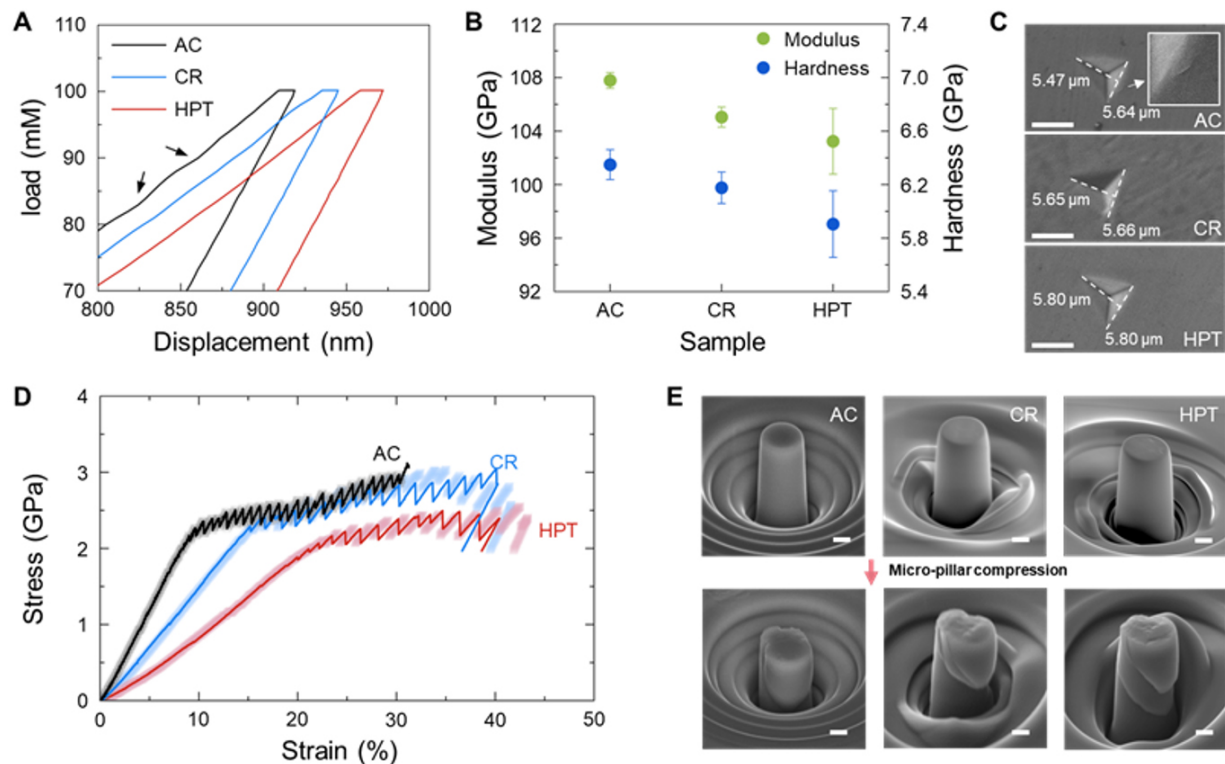 A
110
100
90
80
70
load (mM)
AC
CR
HPT
800
850
900
950
1000
Displacement (nm)
B
112
108
104
100
96
92
Modulus (GPa)
Modulus
Hardness
7.4
7.0
6.6
6.2
5.8
5.4
Hardness (GPa)
AC
CR
HPT
Sample
C
5.47 µm
5.64 µm
AC
5.65 µm
5.66 µm
CR
5.80 µm
5.80 µm
HPT
D
4
3
2
1
0
Stress (GPa)
AC
CR
HPT
0
10
20
30
40
50
Strain (%)
E
AC
CR
HPT
Micro-pillar compression